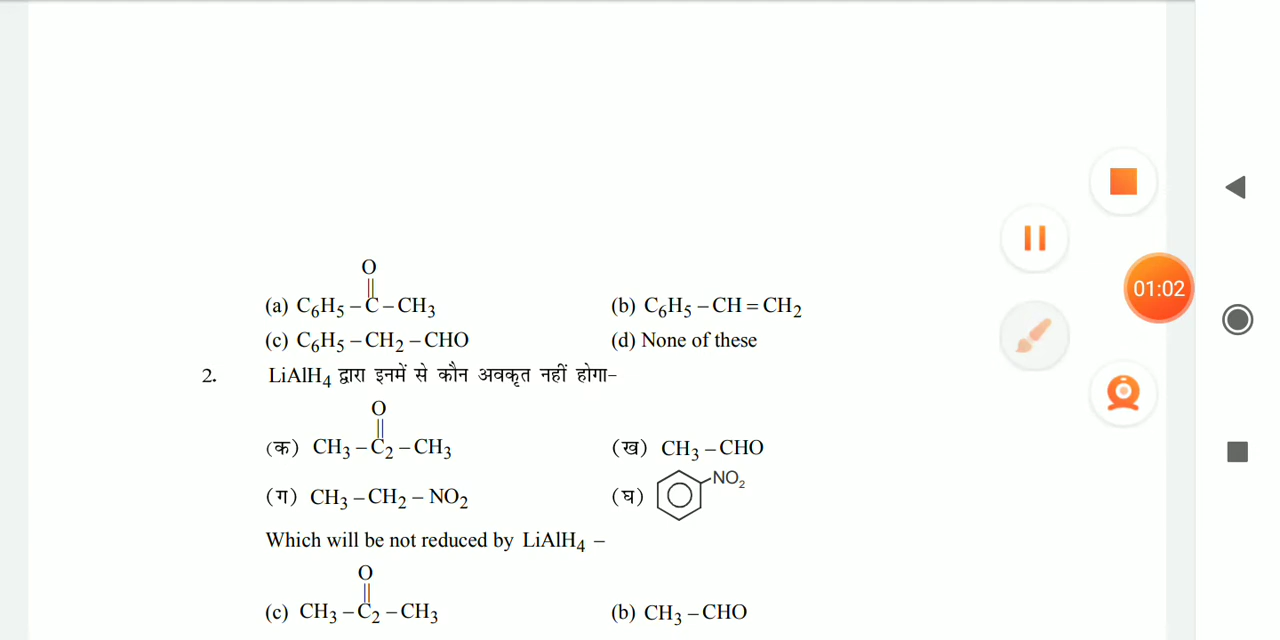 O
(a) C₆H₅ – C – CH₃ (b) C₆H₅ – CH = CH₂
(c) C₆H₅ – CH₂ – CHO (d) None of these
2. LiAlH₄ द्वारा इनमें से कौन अवकृत नहीं होगा–
O
(क) CH₃ – C₂ – CH₃ (ख) CH₃ – CHO
(ग) CH₃ – CH₂ – NO₂ (घ) NO₂
Which will be not reduced by LiAlH₄ –
O
(c) CH₃ – C₂ – CH₃ (b) CH₃ – CHO
01:02